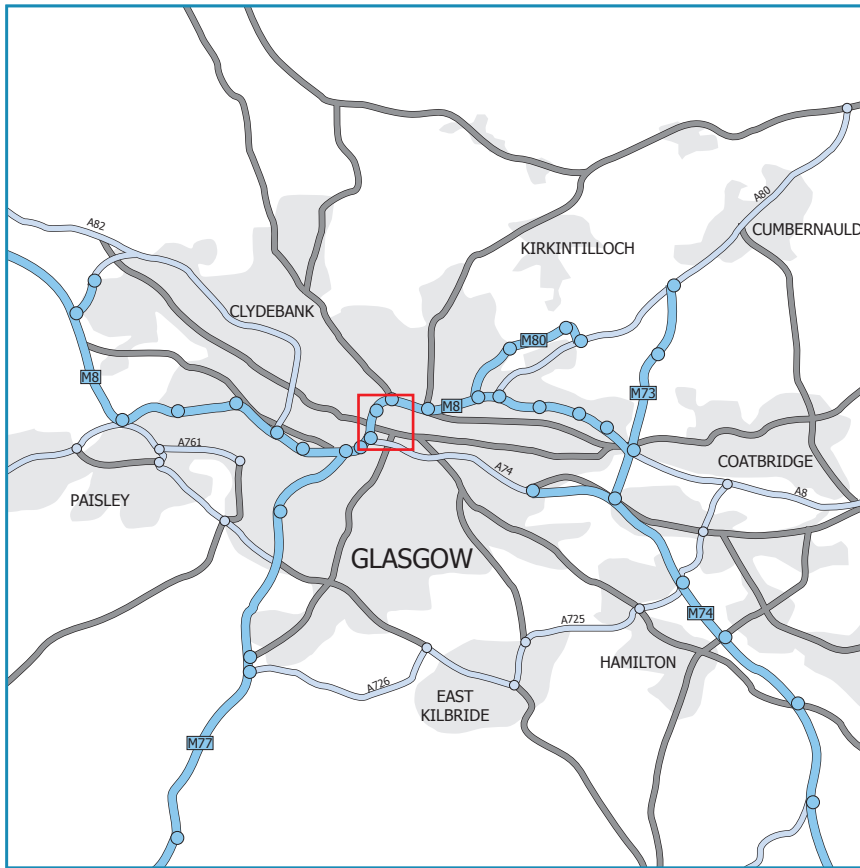 A82
A80
CUMBERNAULD
KIRKINTILLOCH
CLYDEBANK
M80
M8
M73
M8
A761
A74
COATBRIDGE
A8
PAISLEY
GLASGOW
M74
A725
HAMILTON
A726
EAST
KILBRIDE
M77